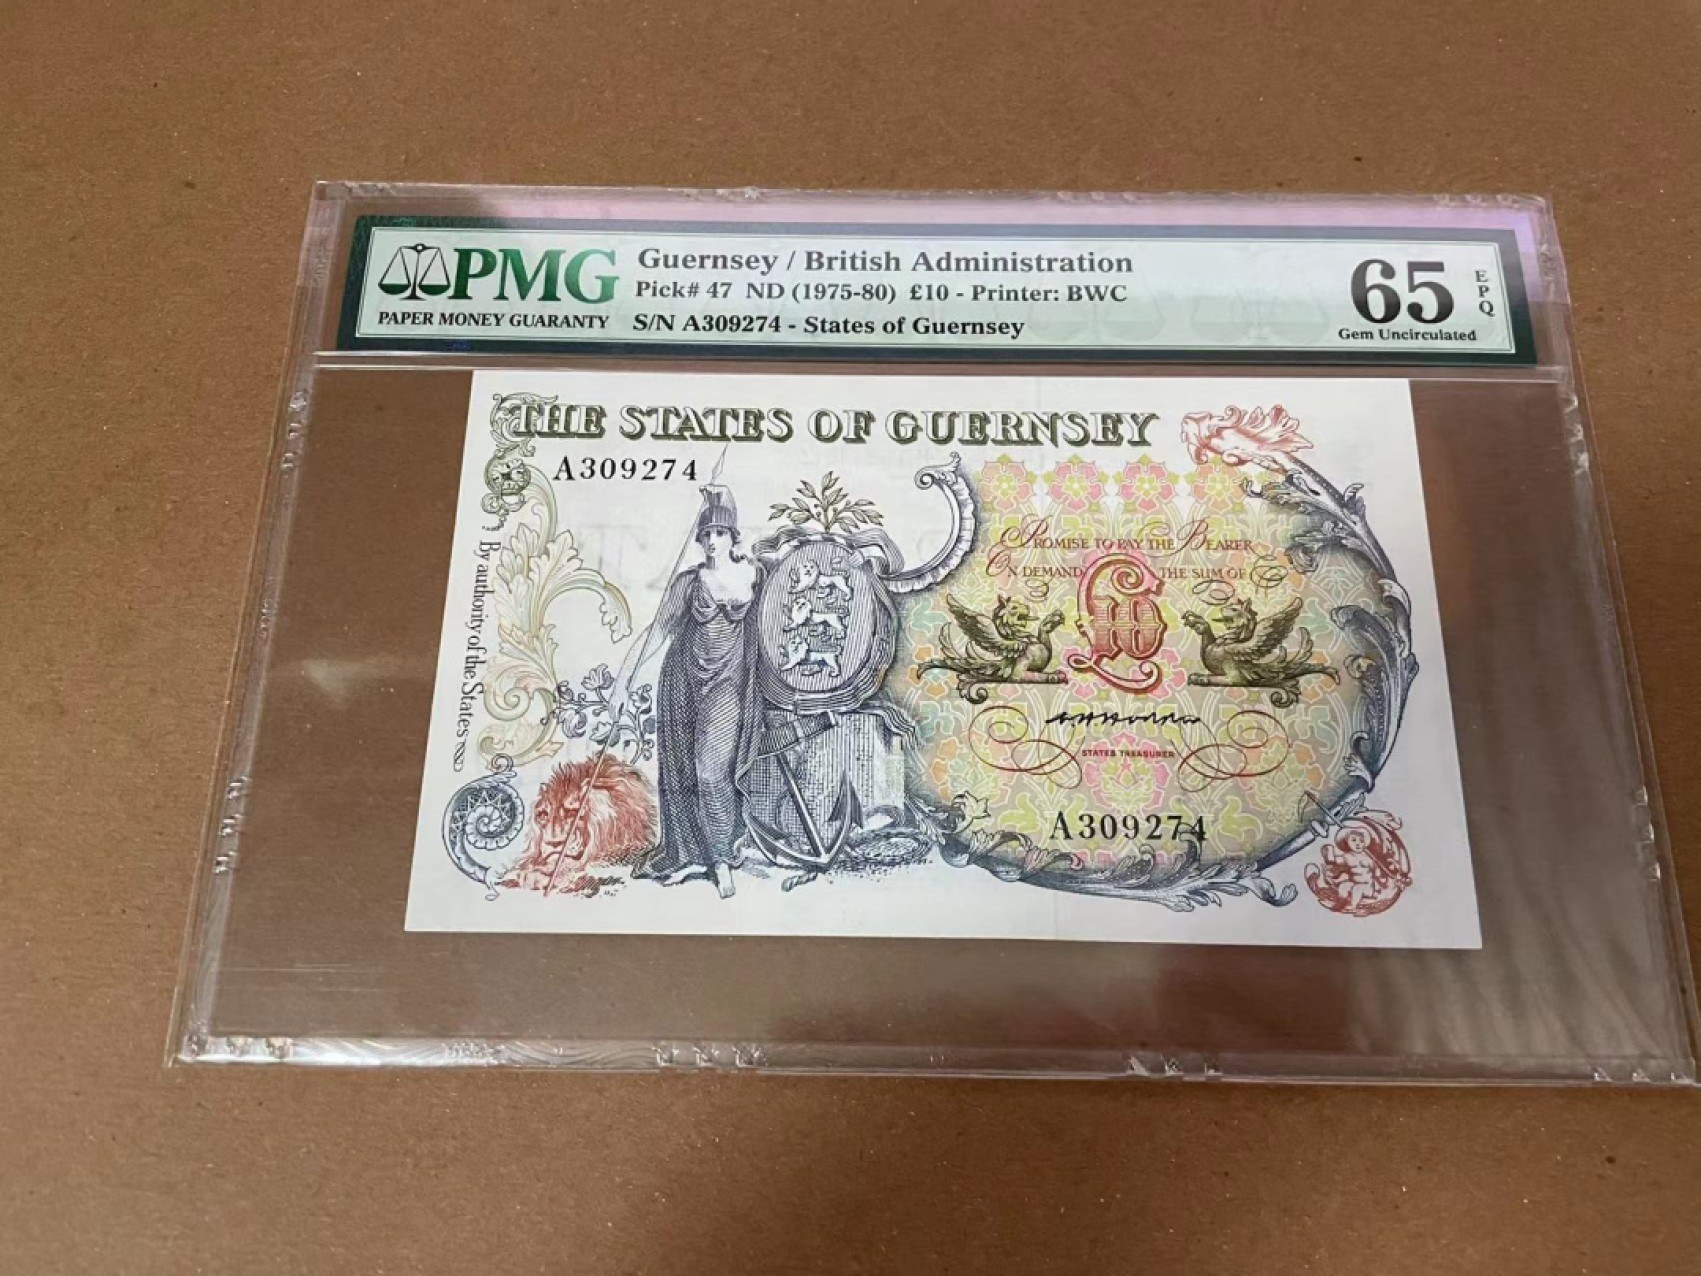 PMG
PAPER MONEY GUARANTY
Guernsey / British Administration
Pick# 47 ND (1975-80) £10 - Printer: BWC
S/N A309274 - States of Guernsey
65
EPQ
Gem Uncirculated
THE STATES OF GUERNSEY
A309274
By authority of the States
PROMISE TO PAY THE BEARER
ON DEMAND THE SUM OF
£10
STATES TREASURER
A309274